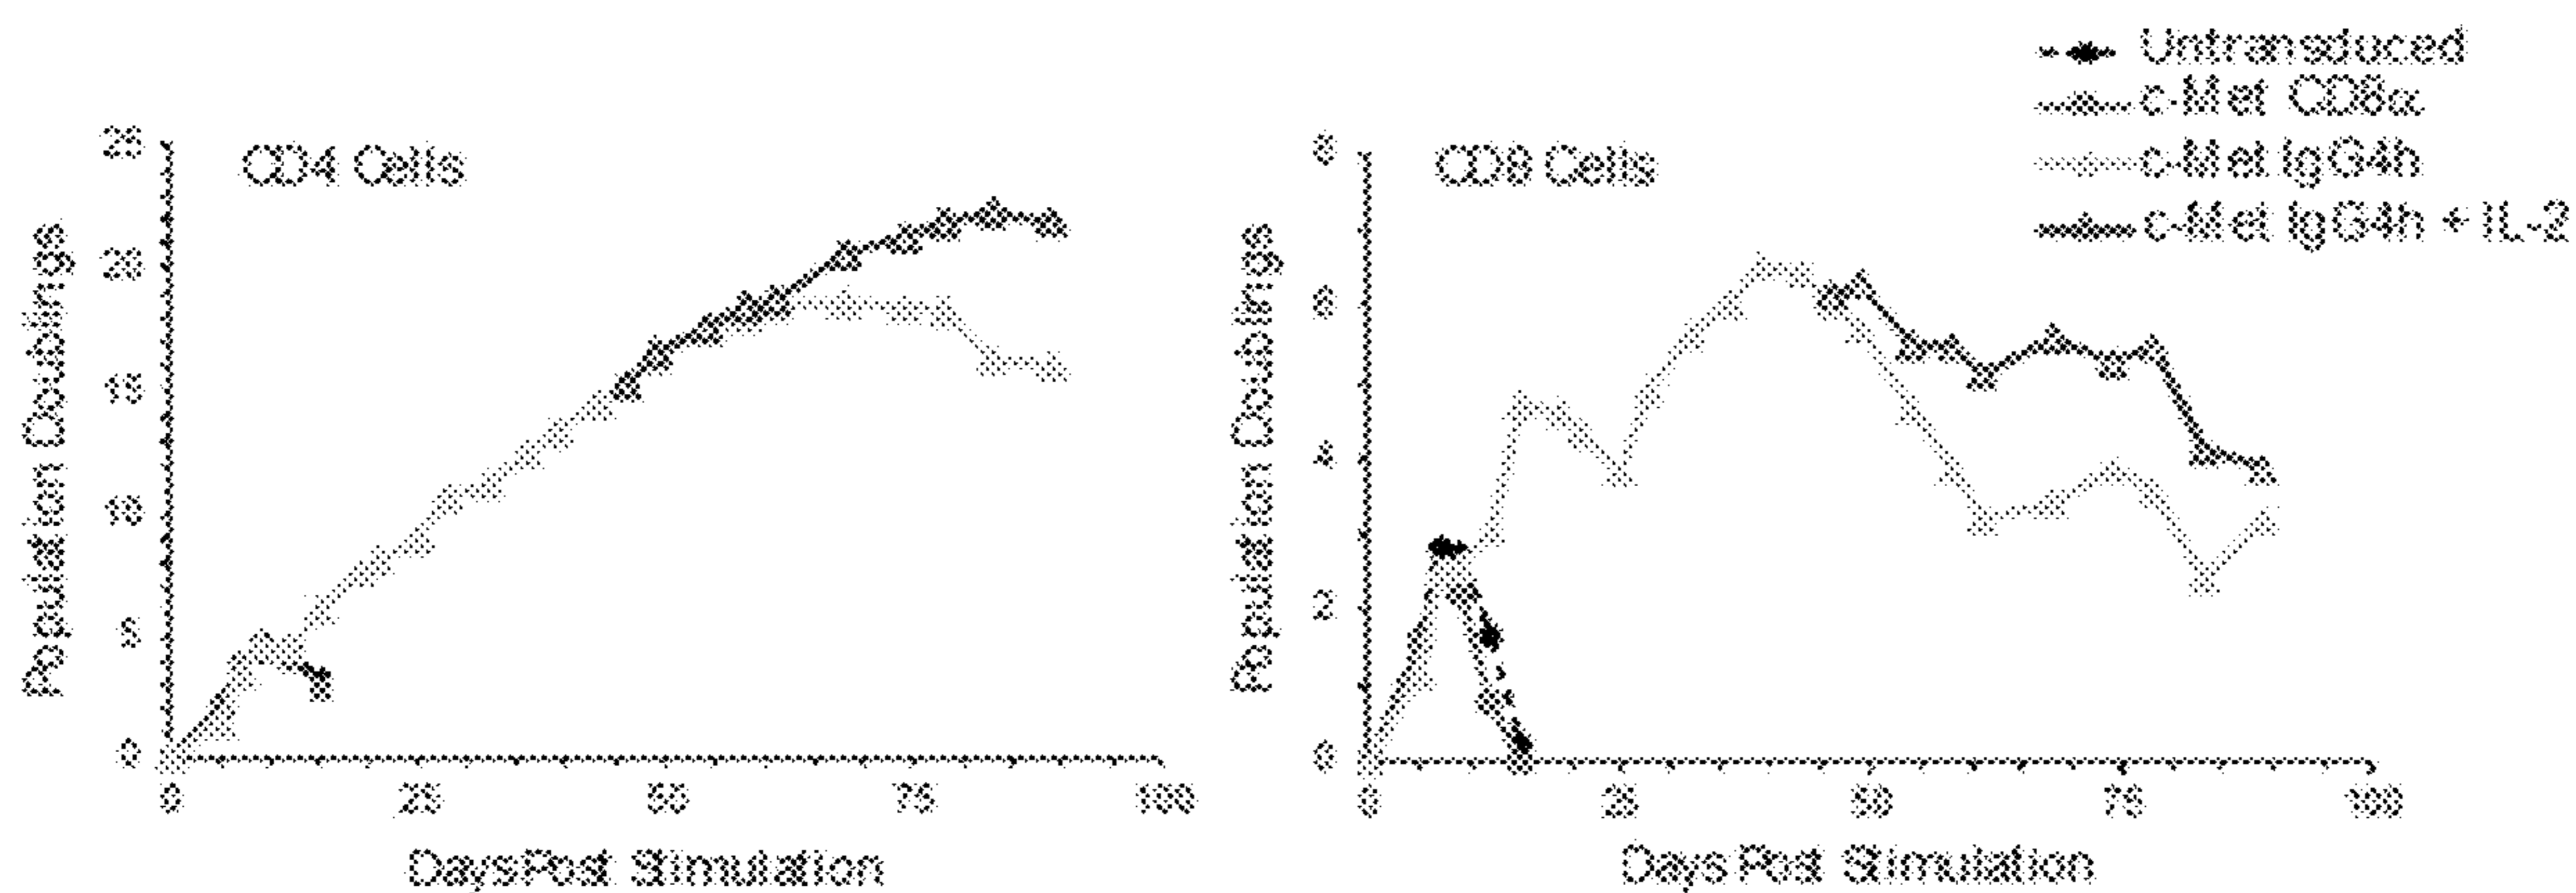 Untransduced
c-Met CD8α
c-Met IgG4h
c-Met IgG4h + IL-2
CD4 Cells
Population Doublings
25
20
15
10
5
0
0 25 50 75 100
Days Post Stimulation
CD8 Cells
Population Doublings
8
6
4
2
0
0 25 50 75 100
Days Post Stimulation